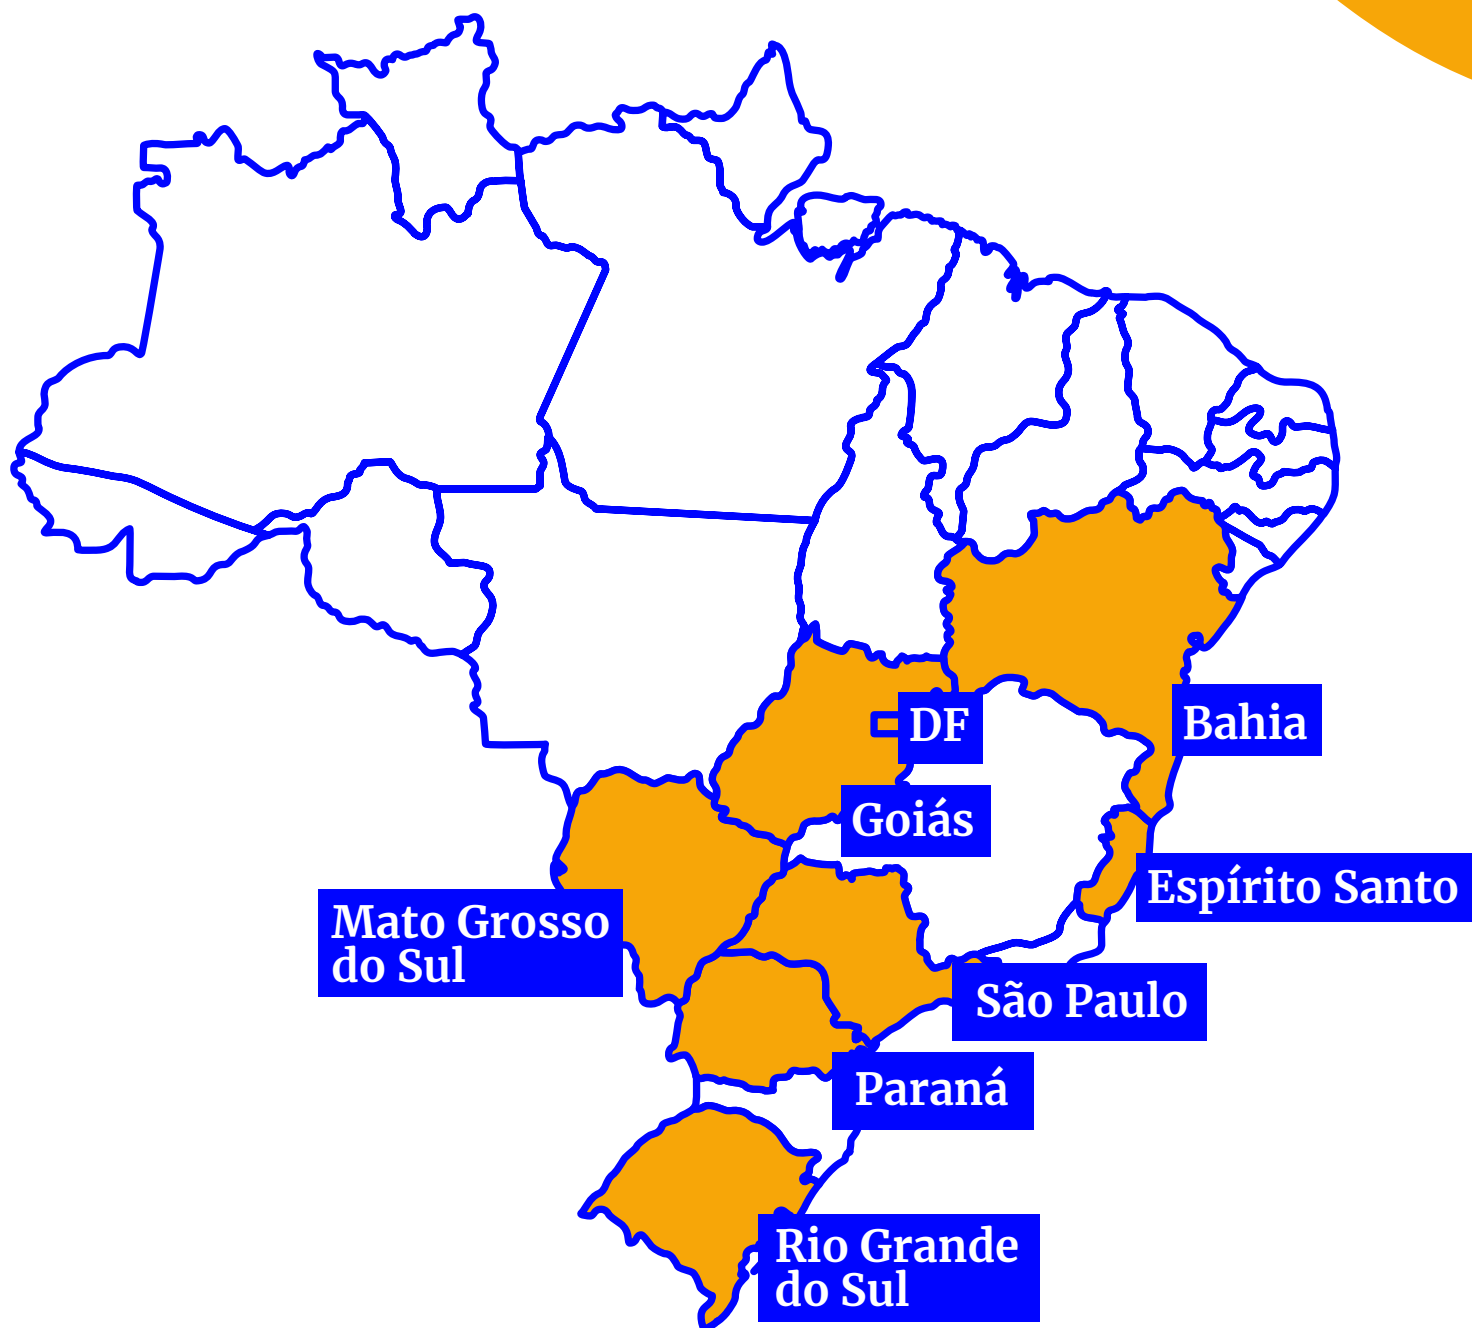 DF
Bahia
Goiás
Espírito Santo
Mato Grosso
do Sul
São Paulo
Paraná
Rio Grande
do Sul